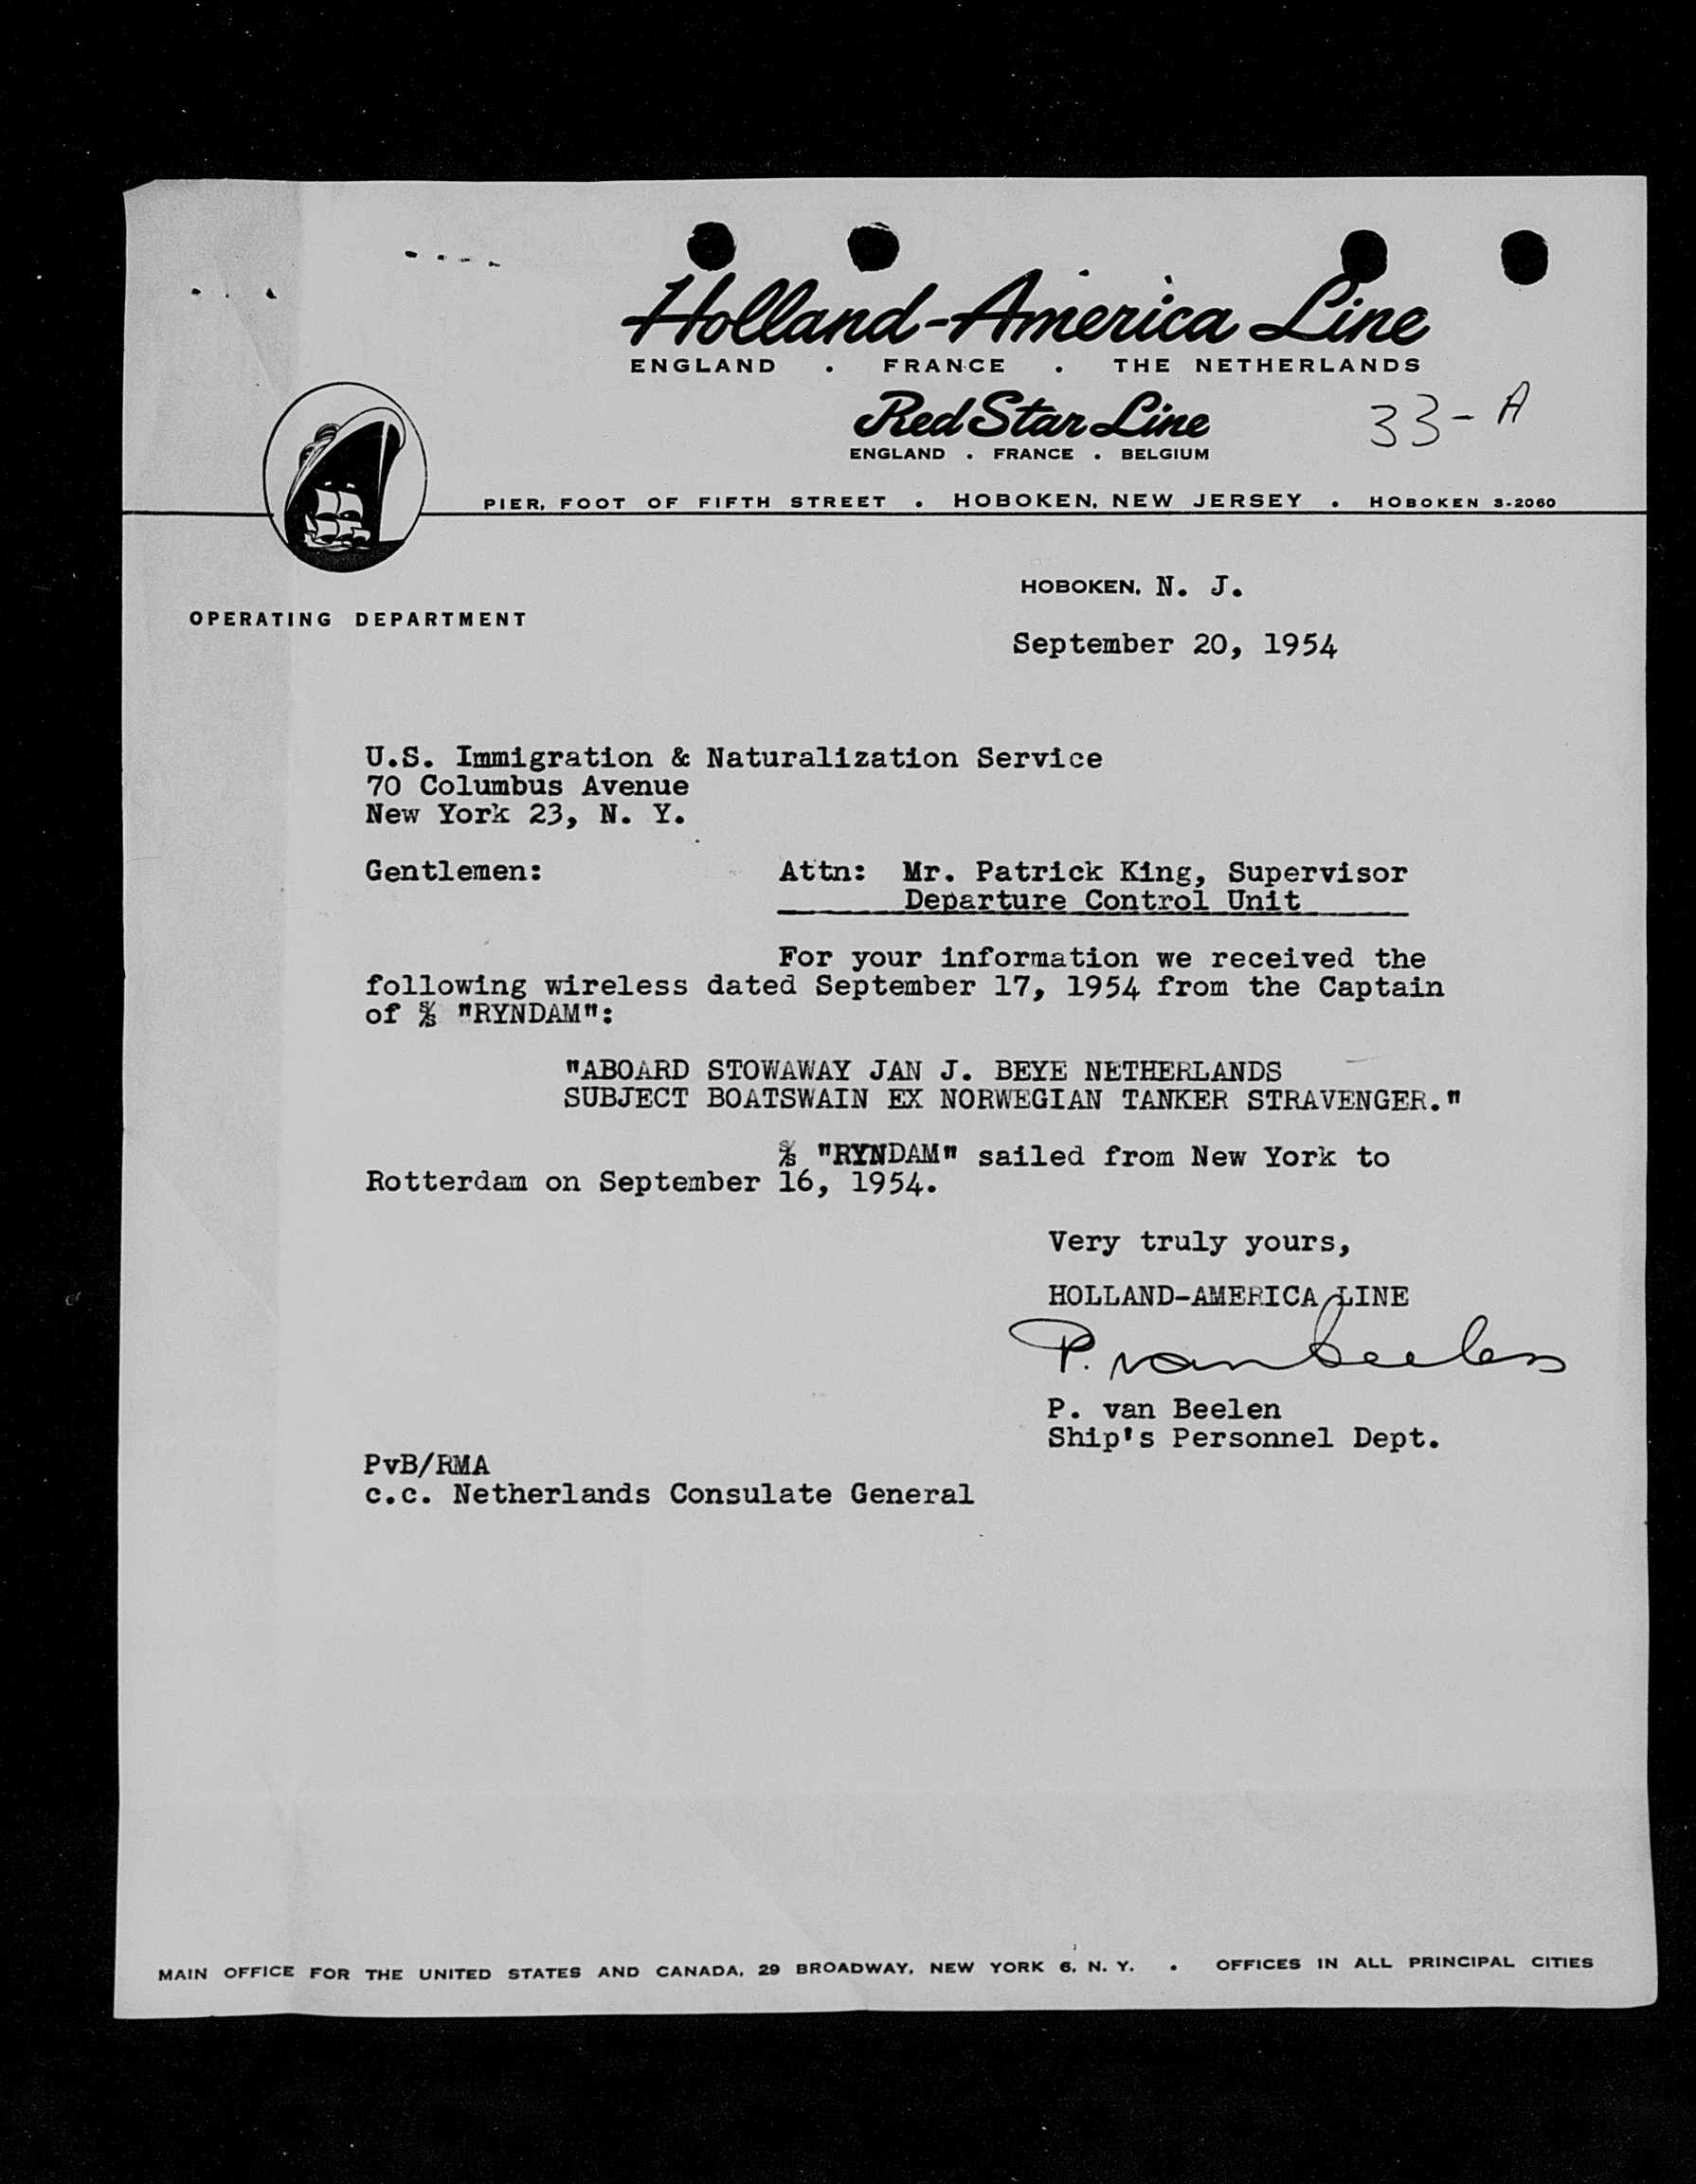 Holland-America Line
ENGLAND . FRANCE . THE NETHERLANDS
Red Star Line
ENGLAND . FRANCE . BELGIUM
33-A
PIER, FOOT OF FIFTH STREET . HOBOKEN, NEW JERSEY . HOBOKEN 3-2060
HOBOKEN, N. J.
OPERATING DEPARTMENT
September 20, 1954
U.S. Immigration & Naturalization Service
70 Columbus Avenue
New York 23, N. Y.
Gentlemen: Attn: Mr. Patrick King, Supervisor
Departure Control Unit
For your information we received the
following wireless dated September 17, 1954 from the Captain
of S/S "RYNDAM":
"ABOARD STOWAWAY JAN J. BEYE NETHERLANDS
SUBJECT BOATSWAIN EX NORWEGIAN TANKER STRAVENGER."
S/S "RYNDAM" sailed from New York to
Rotterdam on September 16, 1954.
Very truly yours,
HOLLAND-AMERICA LINE
P. van Beelen
P. van Beelen
Ship's Personnel Dept.
PvB/RMA
c.c. Netherlands Consulate General
MAIN OFFICE FOR THE UNITED STATES AND CANADA, 29 BROADWAY, NEW YORK 6, N. Y. . OFFICES IN ALL PRINCIPAL CITIES